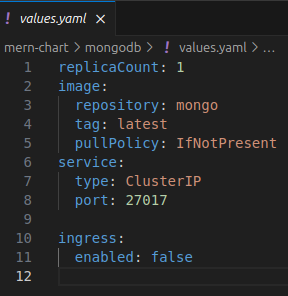 ! values.yaml ×
mern-chart > mongodb > ! values.yaml > ...
1 replicaCount: 1
2 image:
3   repository: mongo
4   tag: latest
5   pullPolicy: IfNotPresent
6 service:
7   type: ClusterIP
8   port: 27017
9
10 ingress:
11   enabled: false
12